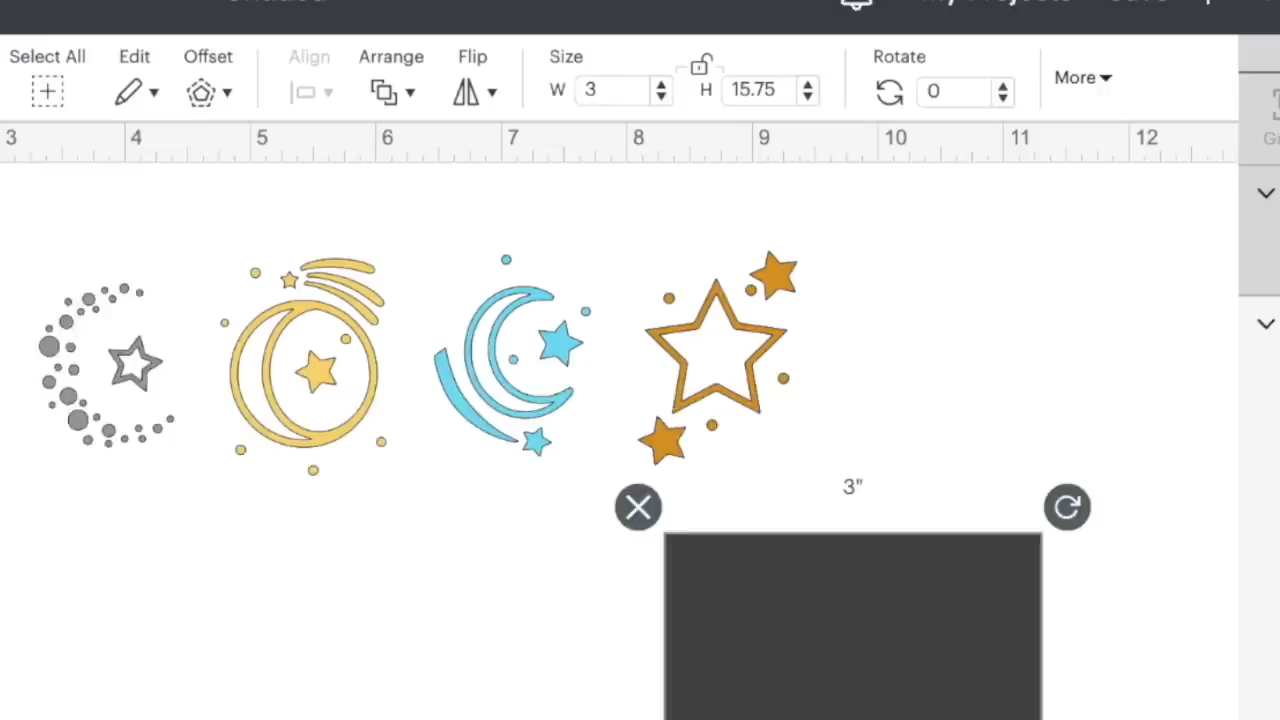 Select All Edit Offset Align Arrange Flip Size Rotate
W 3 H 15.75 0 More
3 4 5 6 7 8 9 10 11 12
3"